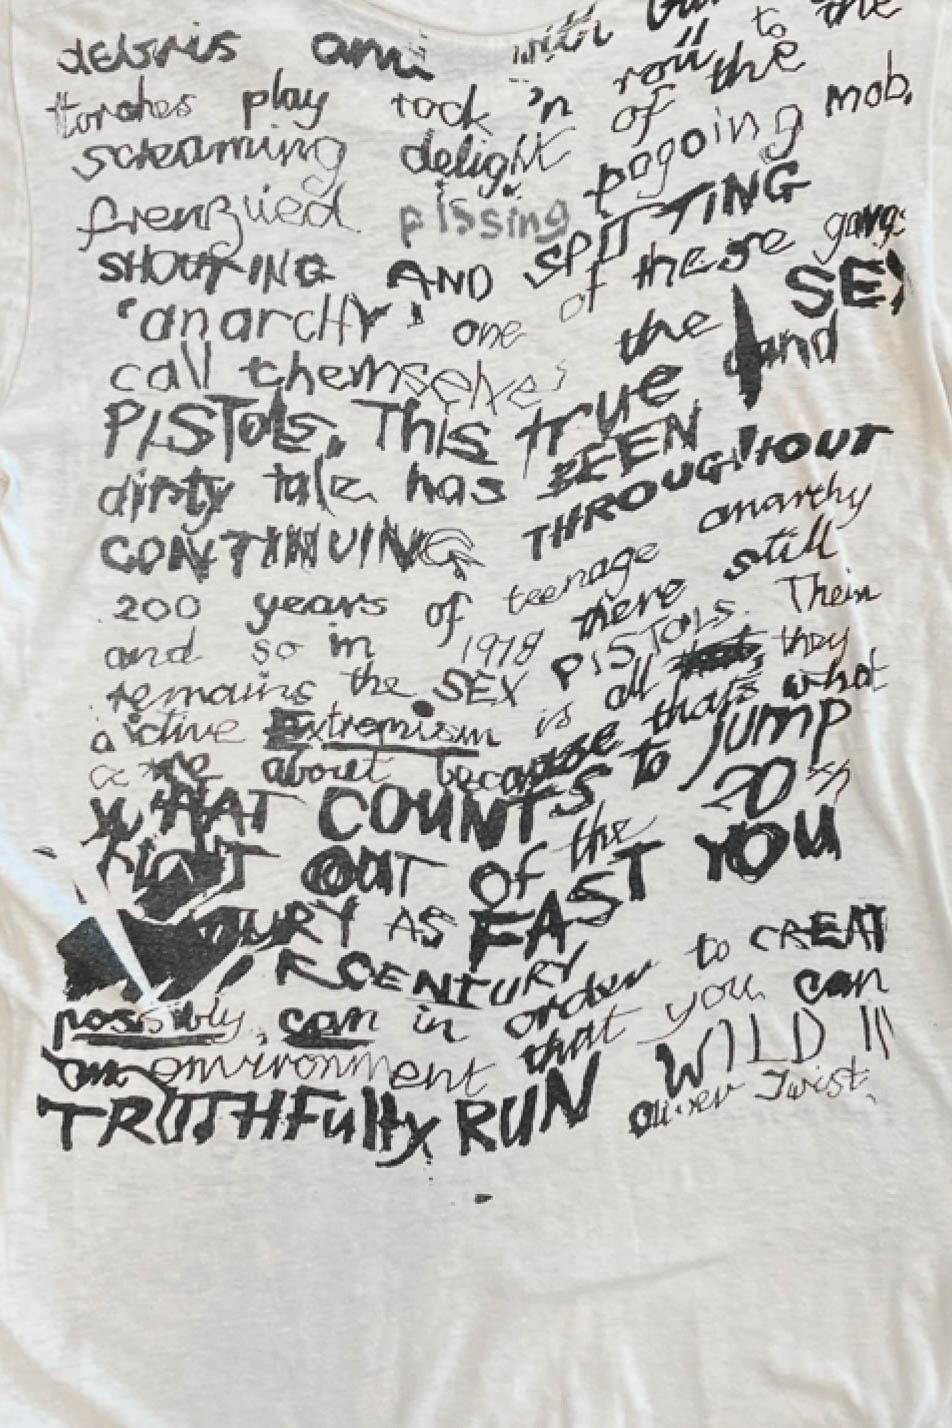 debris and with
torches play rock 'n roll to the
screaming delight of the
frenzied pissing pogoing mob.
SHOUTING AND SPITTING
'anarchy' one of these gangs
call themselves the SEX
PISTOLS. This true and
dirty tale has BEEN
CONTINUING THROUGHOUT
200 years of teenage anarchy
and so in 1978 there still
remains the SEX PISTOLS. Their
active Extremism is all they
care about because thats what
WHAT COUNTS to JUMP
RIGHT OUT of the 20th
TURY AS FAST YOU
CENTURY
possibly can in order to CREAT
an environment that you can
TRUTHFully RUN WILD
Oliver Twist.